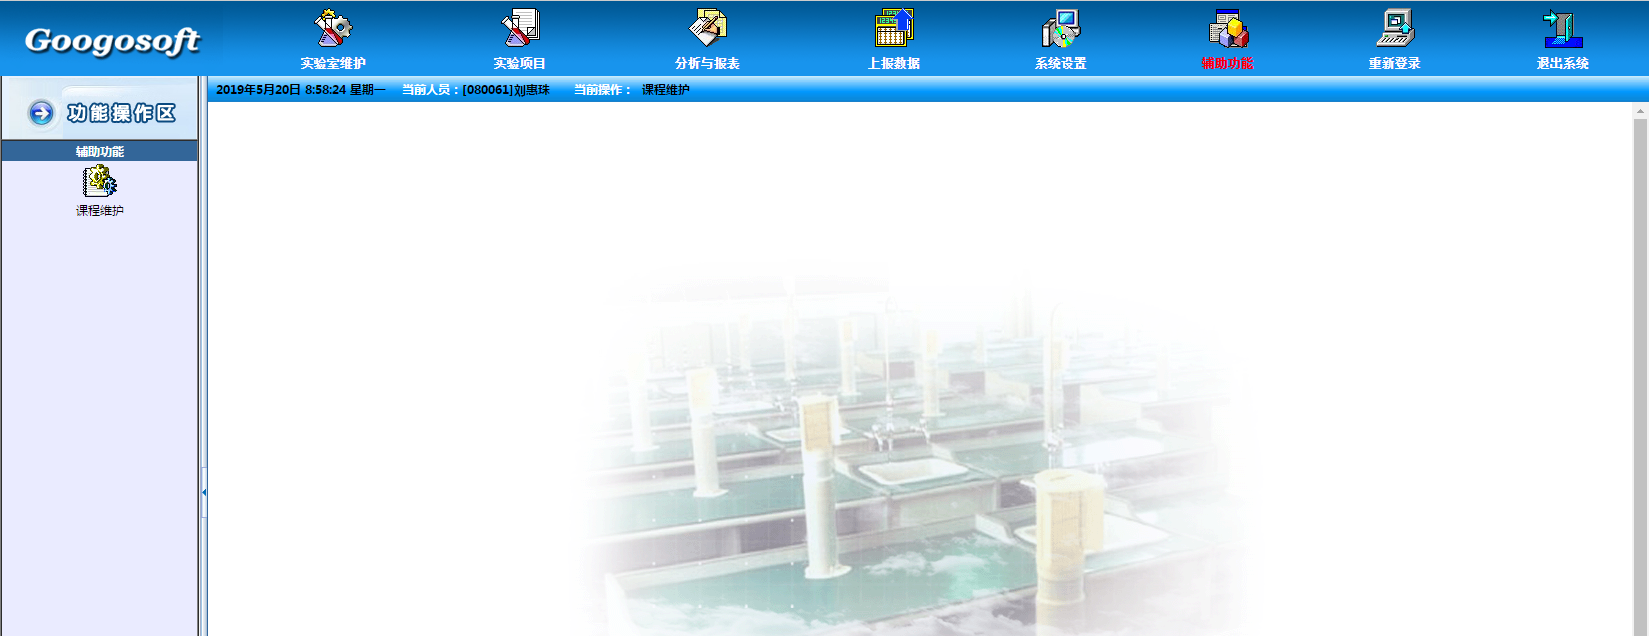 Googosoft
实验室维护 实验项目 分析与报表 上报数据 系统设置 辅助功能 重新登录 退出系统
2019年5月20日 8:58:24 星期一 当前人员：[080061]刘惠珠 当前操作： 课程维护
功能操作区
辅助功能
课程维护